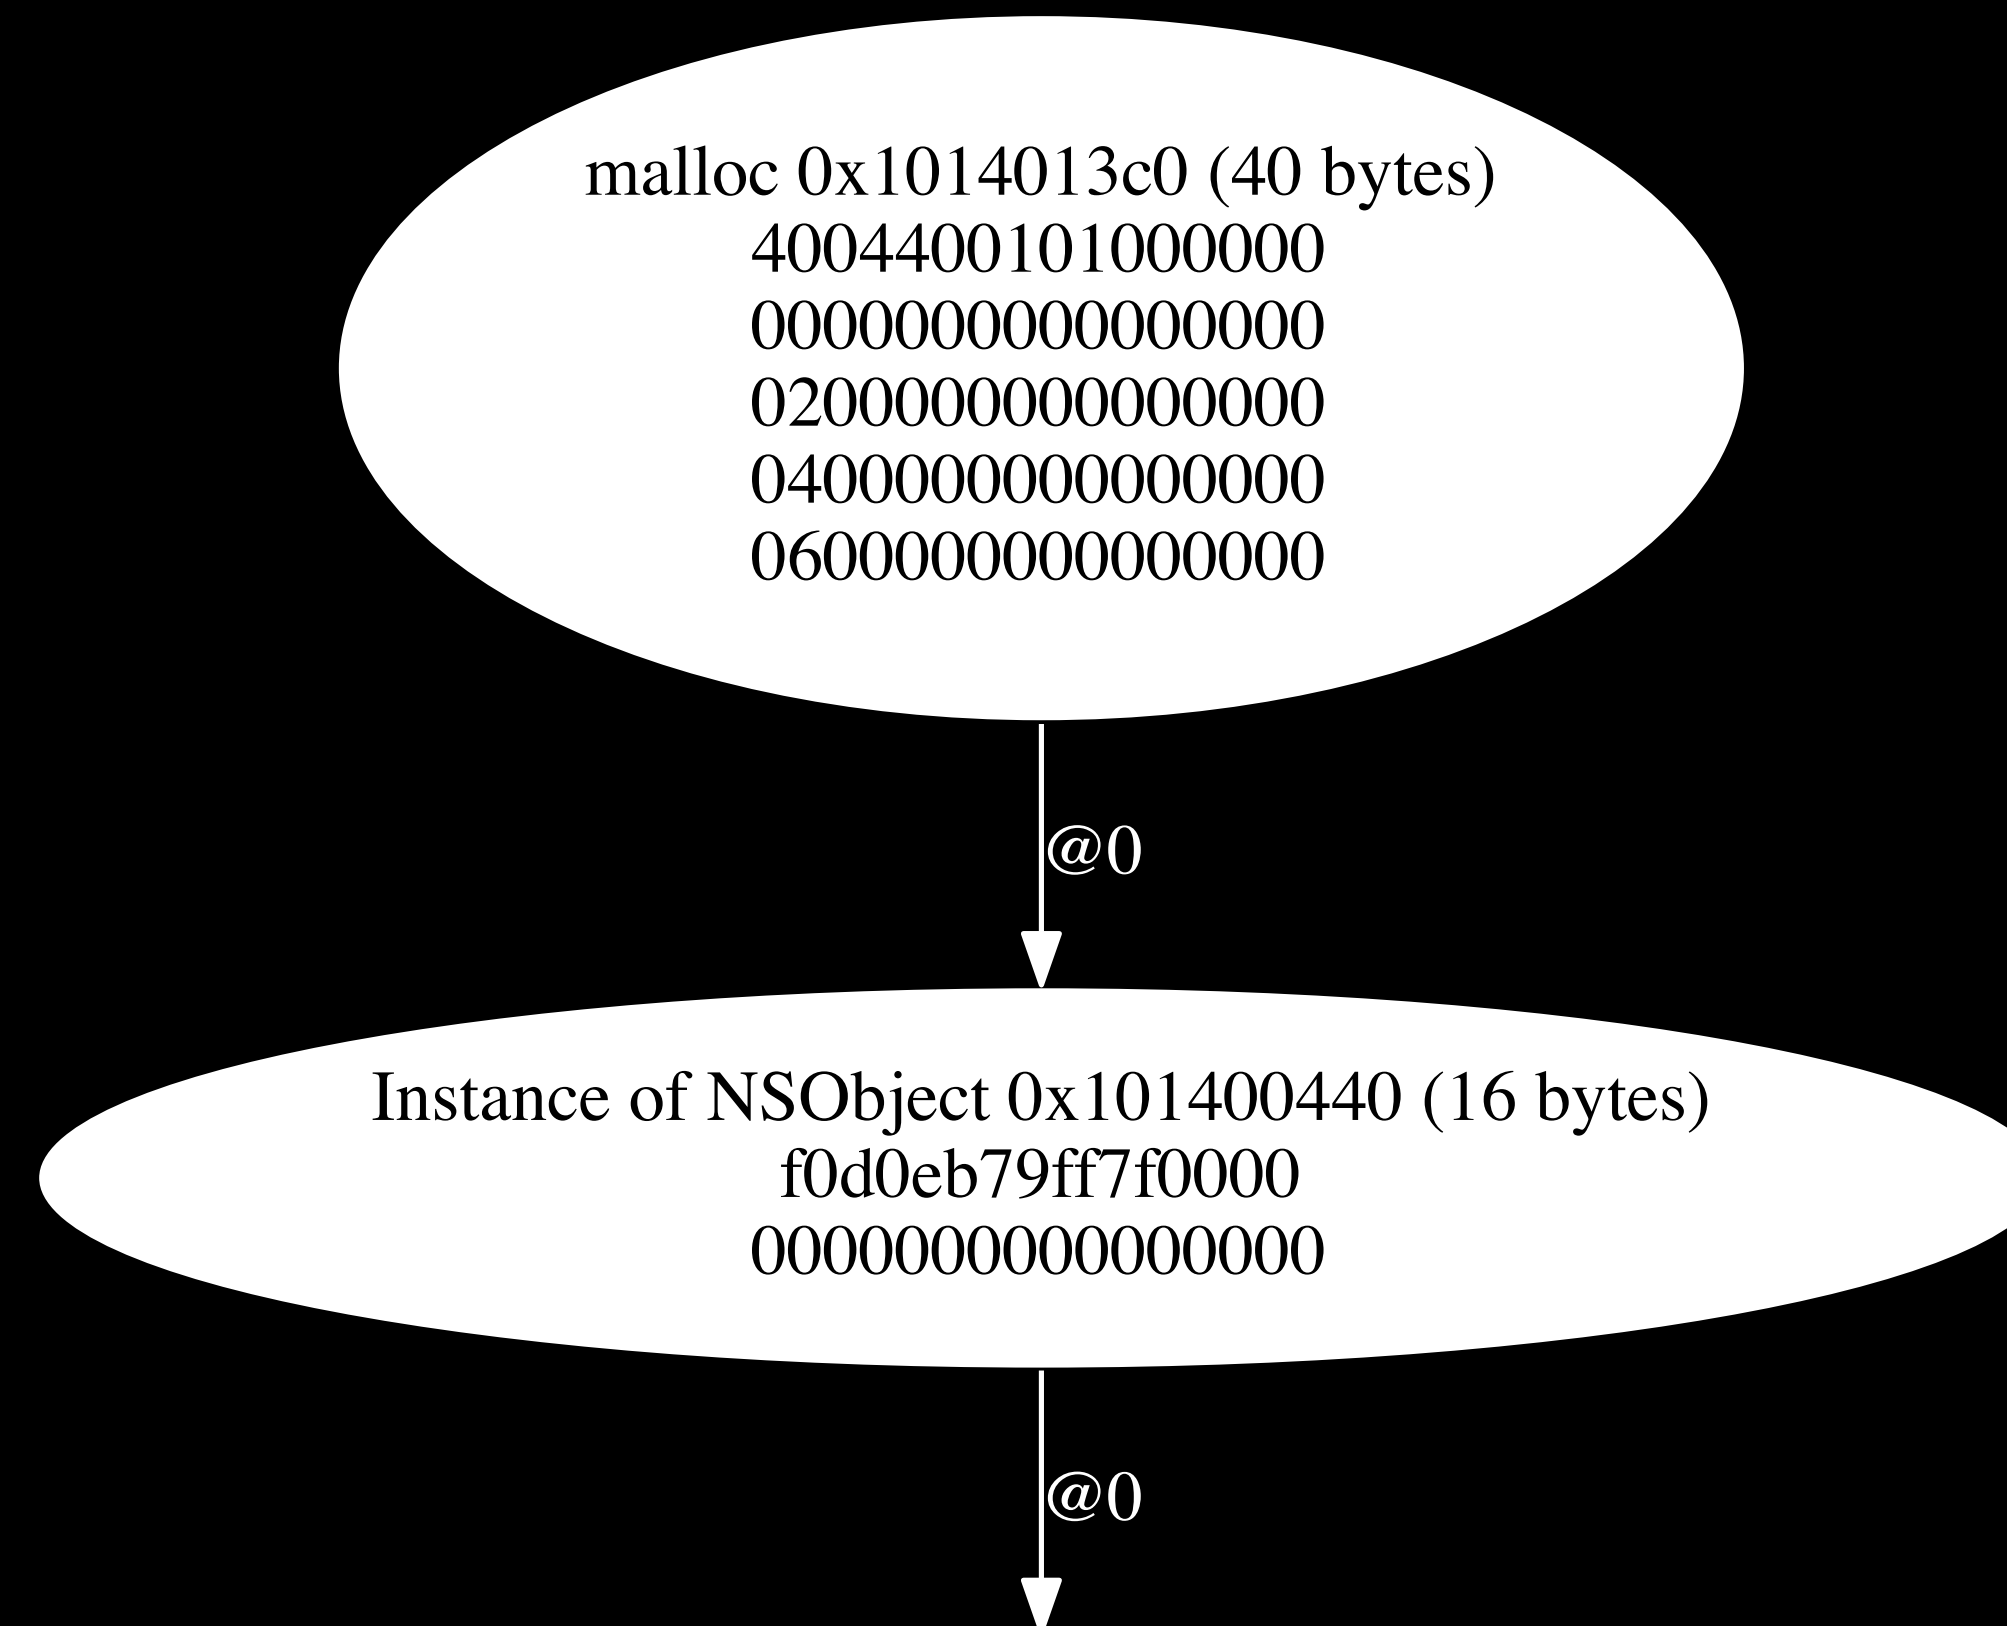 malloc 0x1014013c0 (40 bytes)
4004400101000000
0000000000000000
0200000000000000
0400000000000000
0600000000000000
@0
Instance of NSObject 0x101400440 (16 bytes)
f0d0eb79ff7f0000
0000000000000000
@0